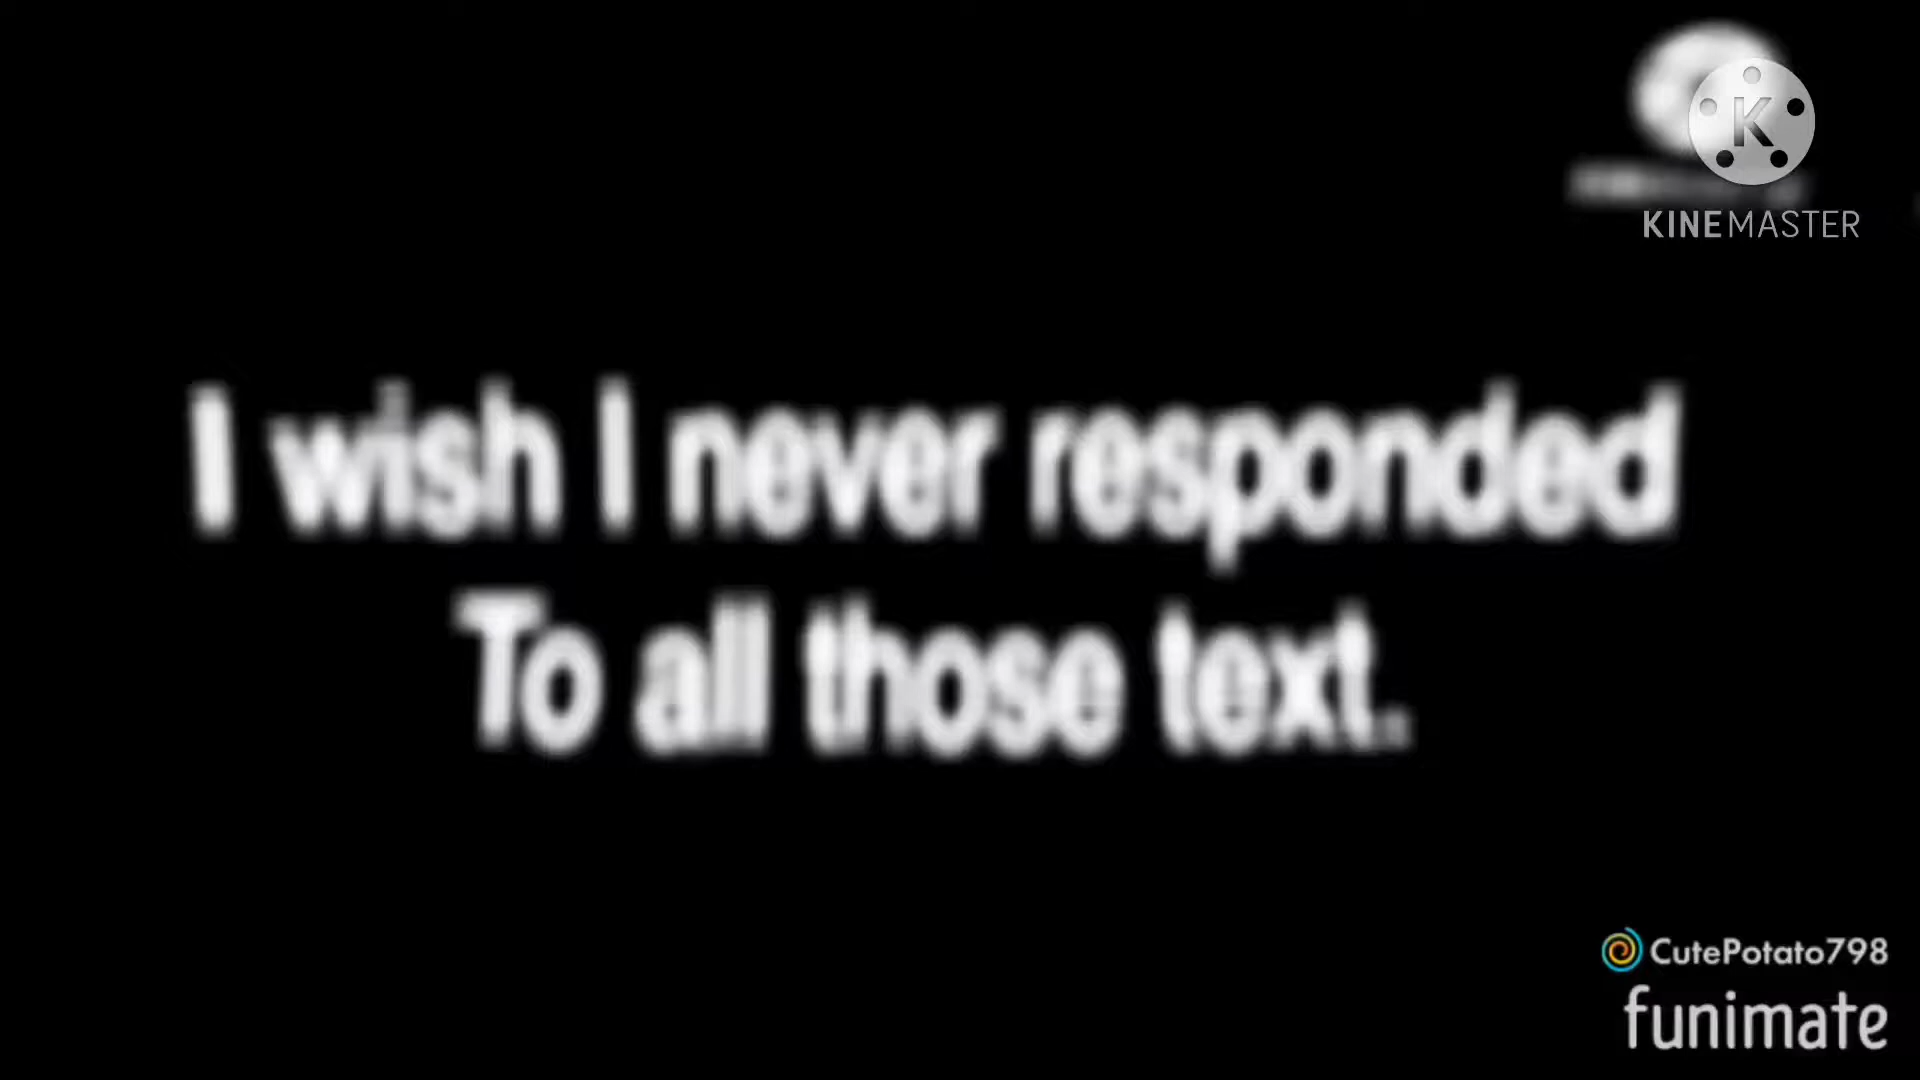 K
KINEMASTER
I wish I never responded
To all those text.
CutePotato798
funimate